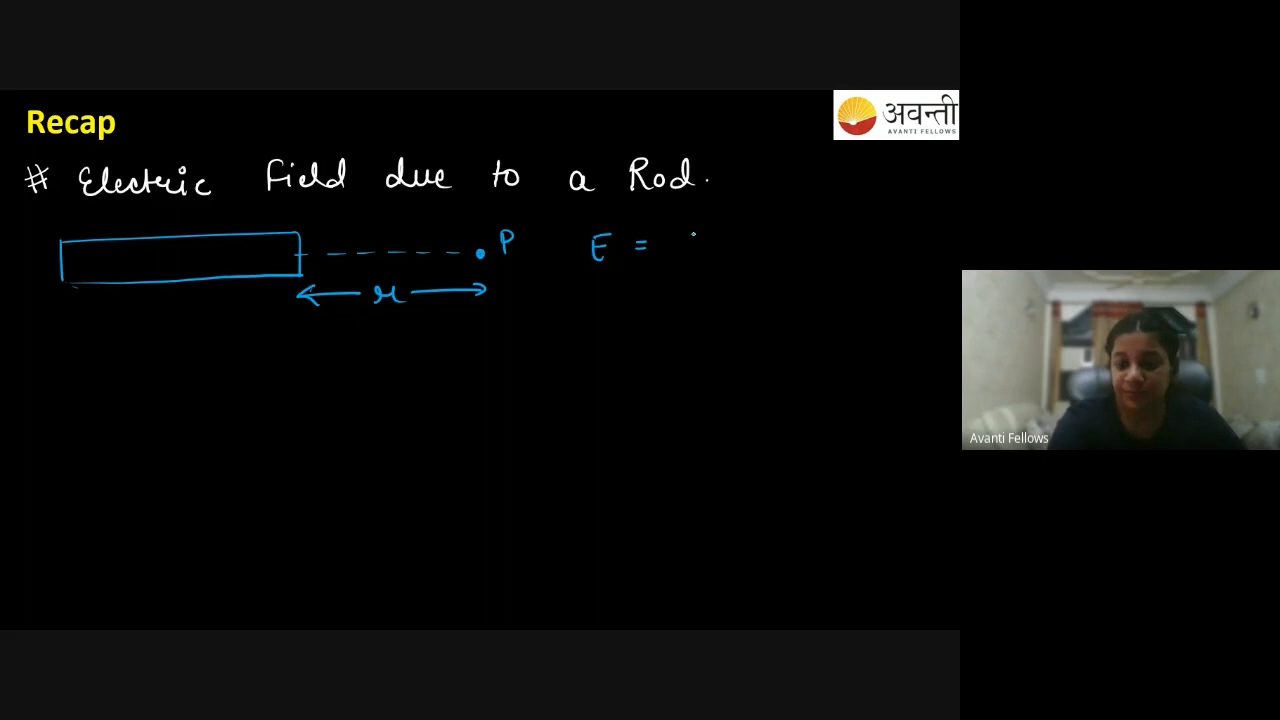 Recap
अवन्ती
AVANTI FELLOWS
# Electric Field due to a Rod.
P E =
r
Avanti Fellows